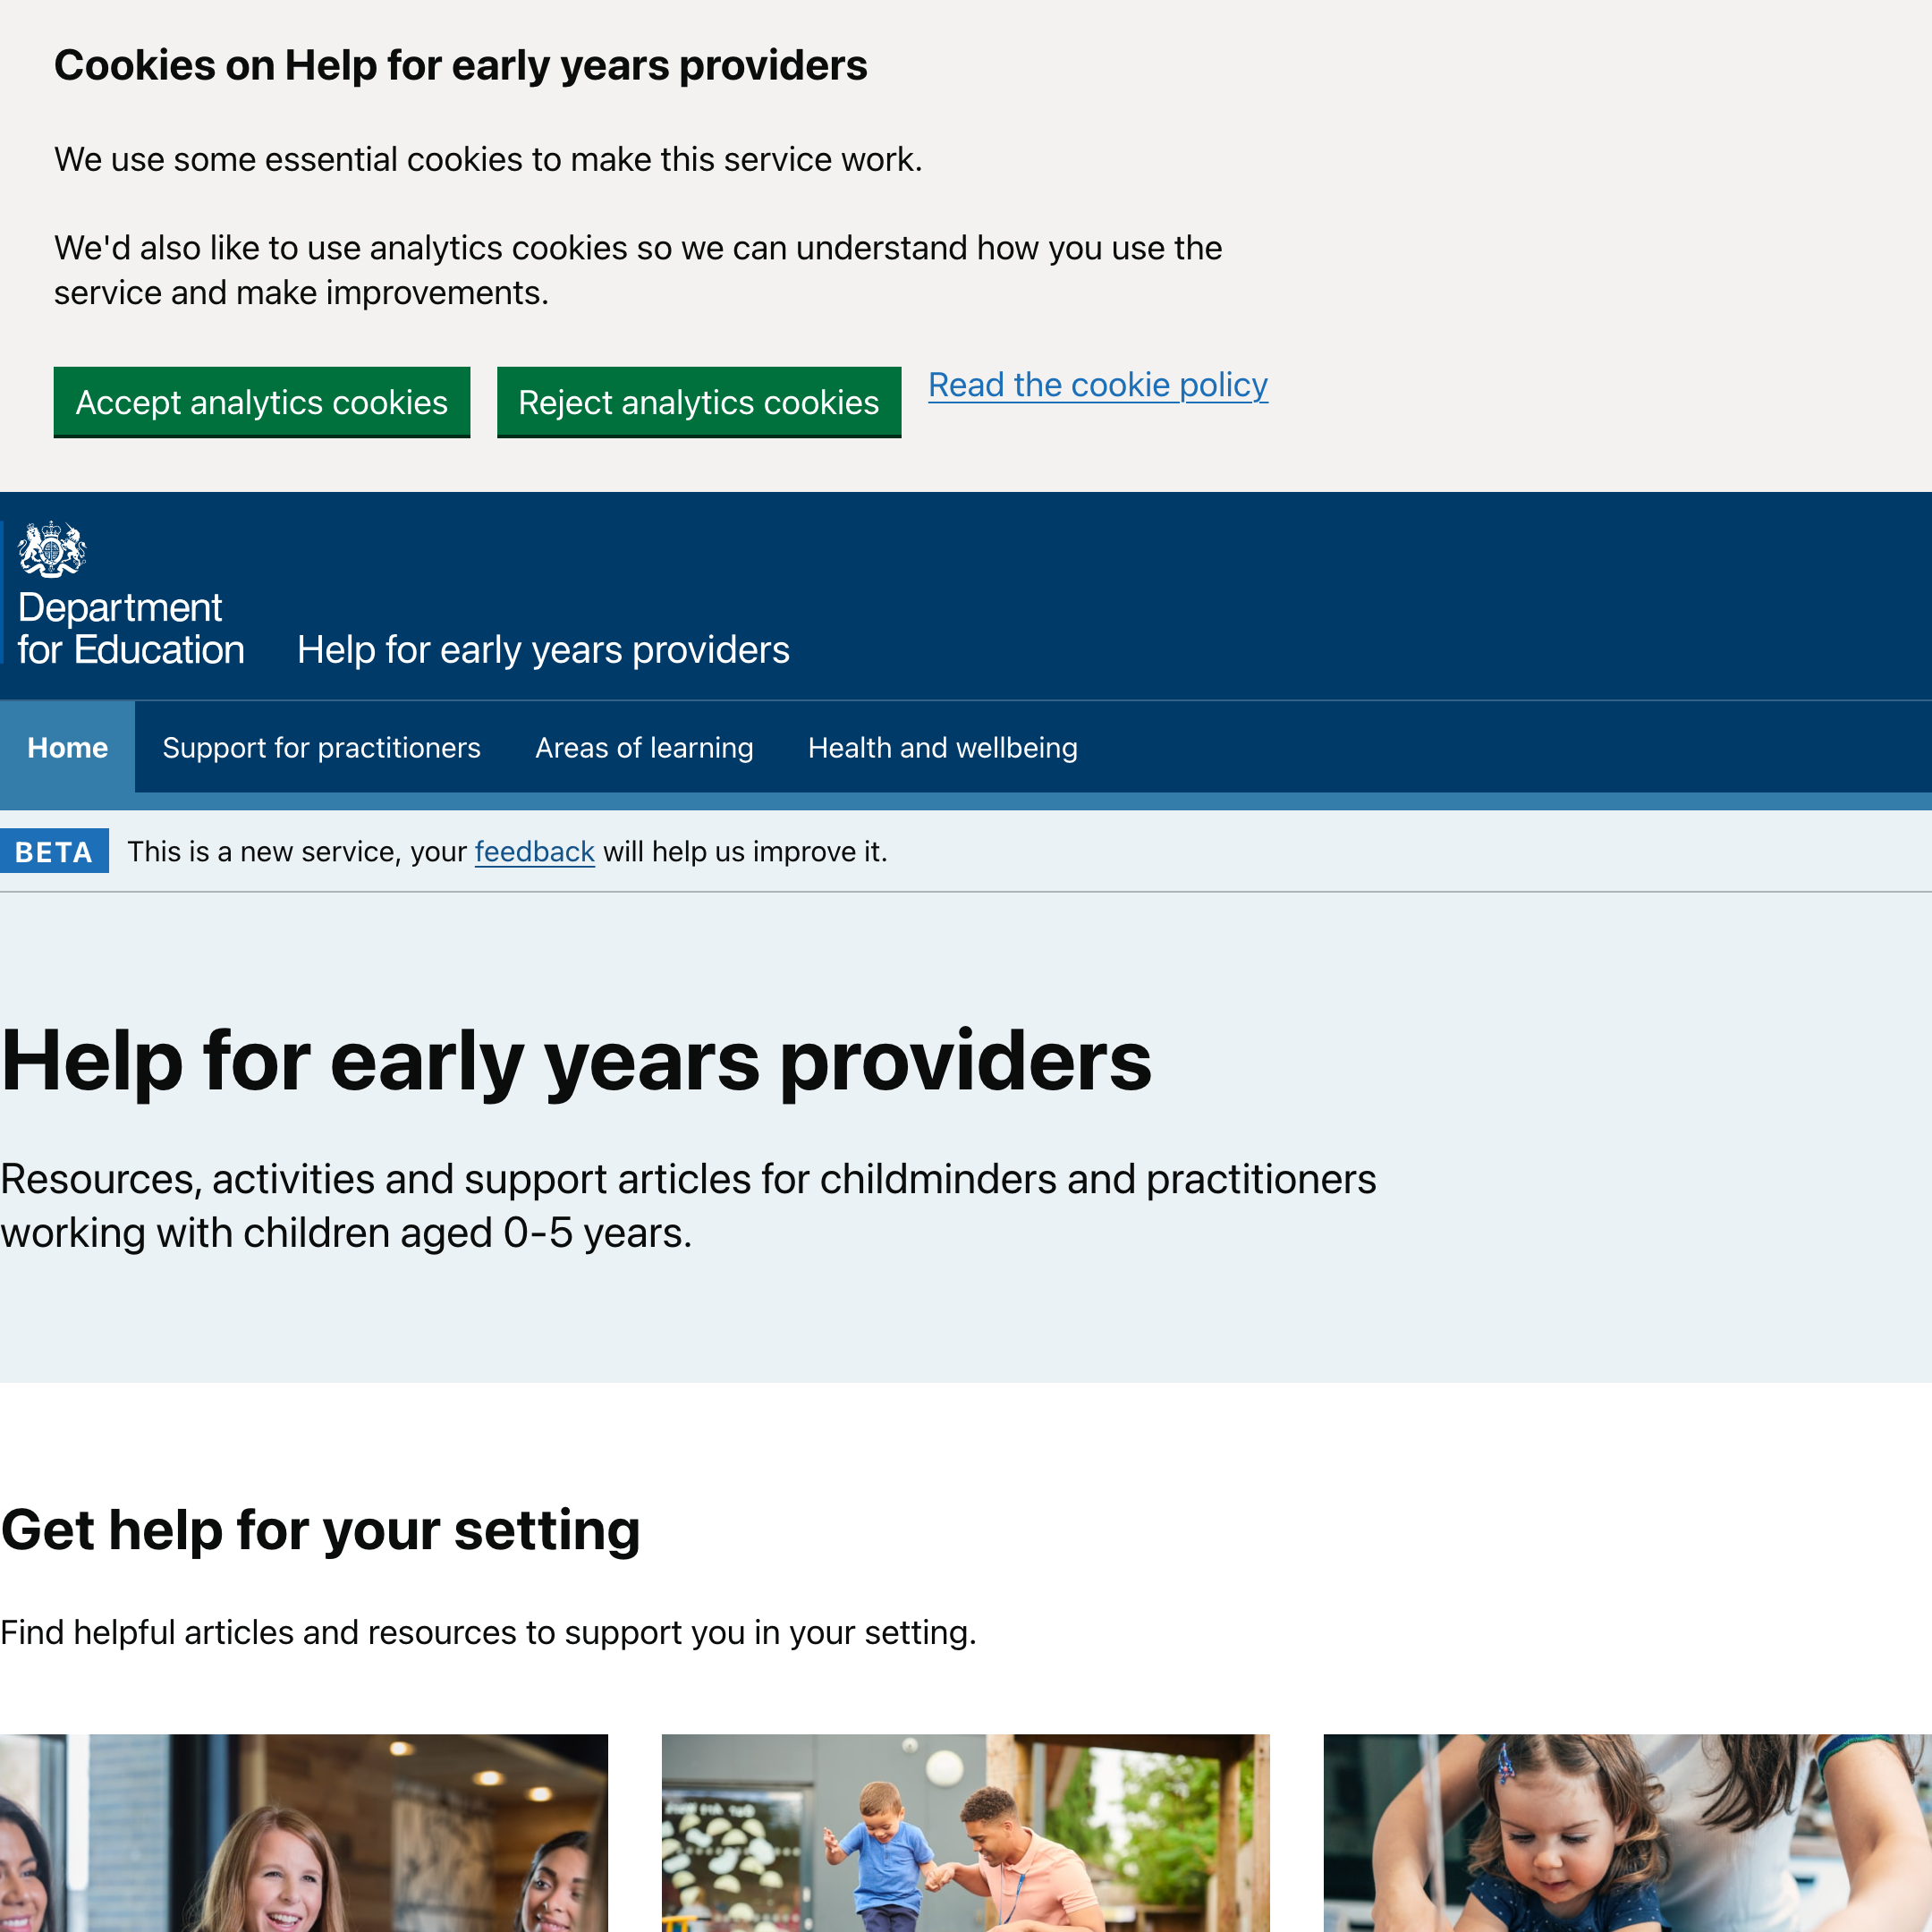 Cookies on Help for early years providers
We use some essential cookies to make this service work.
We'd also like to use analytics cookies so we can understand how you use the
service and make improvements.
Accept analytics cookies
Reject analytics cookies
Read the cookie policy
Department
for Education
Help for early years providers
Home
Support for practitioners
Areas of learning
Health and wellbeing
BETA
This is a new service, your feedback will help us improve it.
Help for early years providers
Resources, activities and support articles for childminders and practitioners
working with children aged 0-5 years.
Get help for your setting
Find helpful articles and resources to support you in your setting.